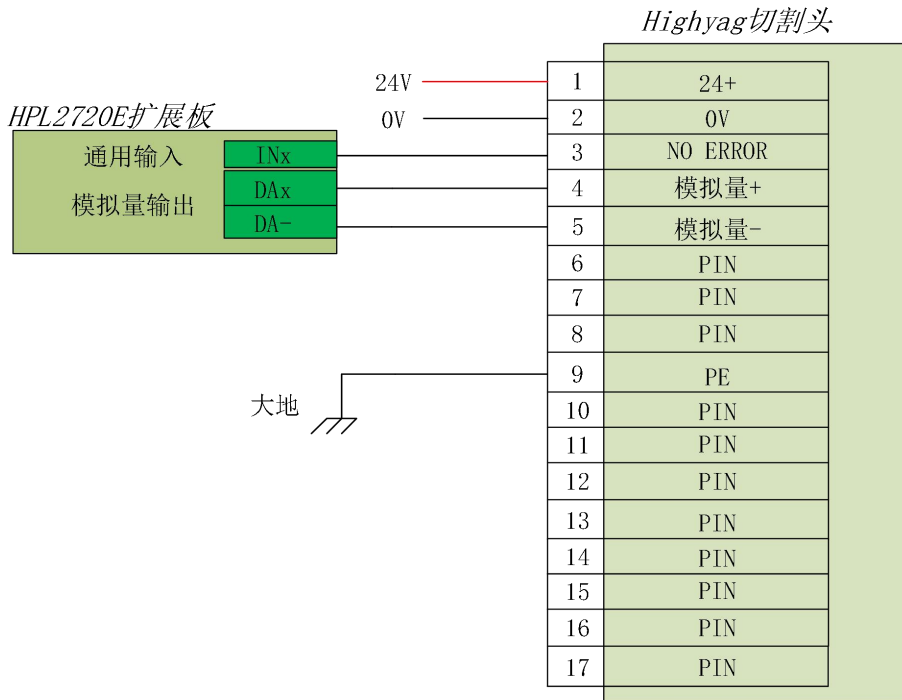 Highyag切割头
24V
1
24+
HPL2720E扩展板
0V
2
0V
通用输入
INx
3
NO ERROR
模拟量输出
DAx
4
模拟量+
DA-
5
模拟量-
6
PIN
7
PIN
8
PIN
大地
9
PE
10
PIN
11
PIN
12
PIN
13
PIN
14
PIN
15
PIN
16
PIN
17
PIN